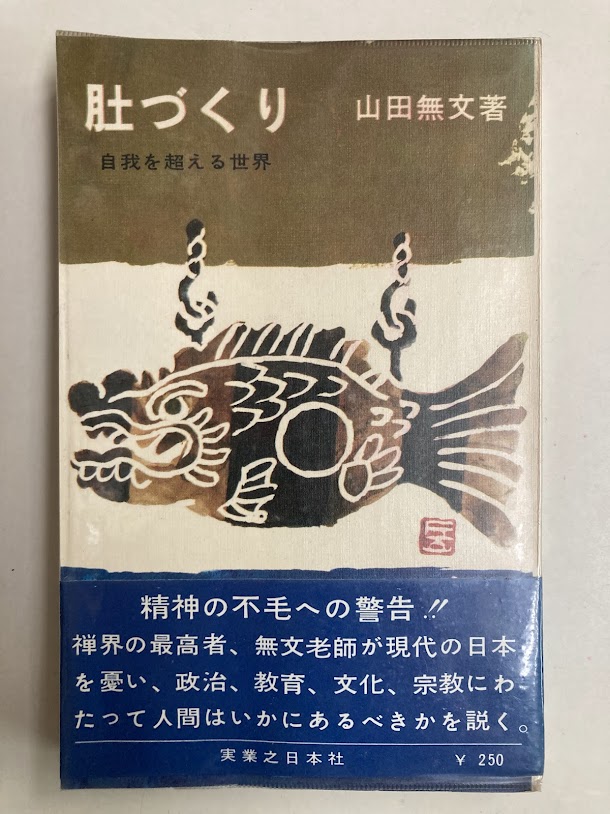 肚づくり
山田無文著
自我を超える世界
精神の不毛への警告!!
禅界の最高者、無文老師が現代の日本
を憂い、政治、教育、文化、宗教にわ
たって人間はいかにあるべきかを説く。
実業之日本社
¥ 250